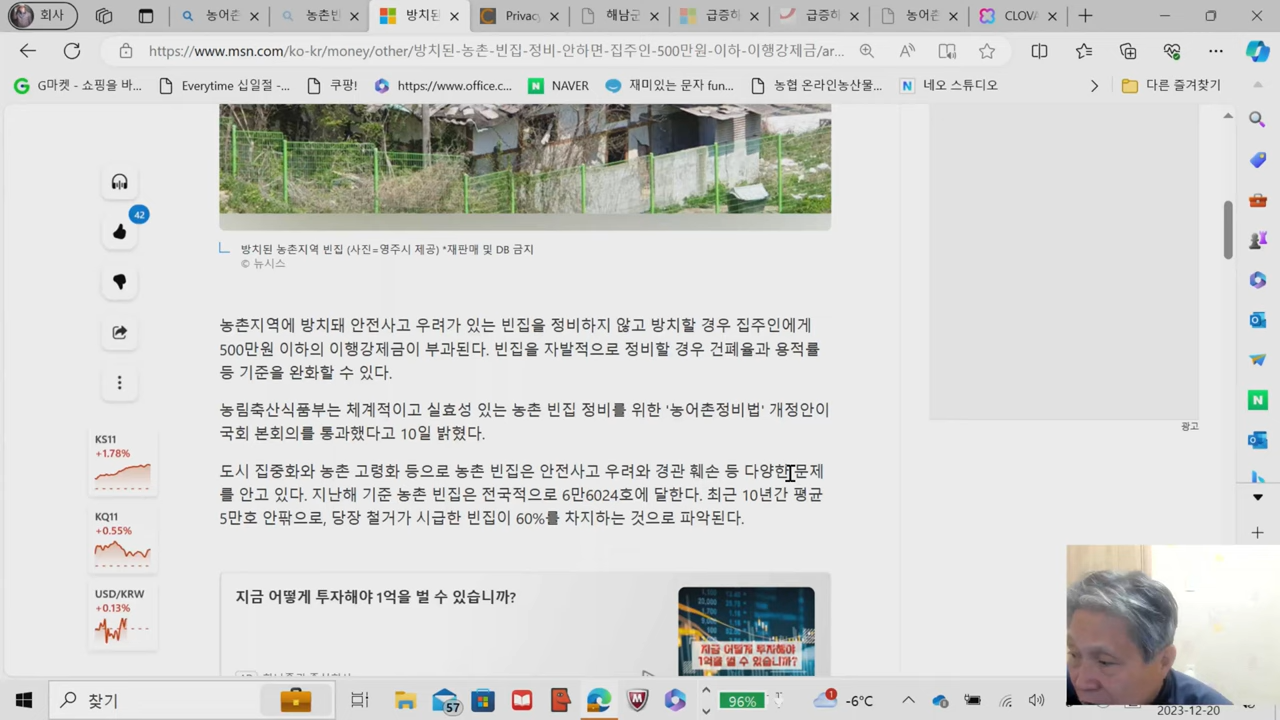 회사
농어촌
농촌빈
방치된
Privacy
해남군
급증하
급증하
농어촌
CLOVA
https://www.msn.com/ko-kr/money/other/방치된-농촌-빈집-정비-안하면-집주인-500만원-이하-이행강제금/ar...
G마켓 - 쇼핑을 바...
Everytime 십일절 -...
쿠팡!
https://www.office.c...
NAVER
재미있는 문자 fun...
농협 온라인농산물...
네오 스튜디오
다른 즐겨찾기
42
방치된 농촌지역 빈집 (사진=영주시 제공) *재판매 및 DB 금지
© 뉴시스
농촌지역에 방치돼 안전사고 우려가 있는 빈집을 정비하지 않고 방치할 경우 집주인에게
500만원 이하의 이행강제금이 부과된다. 빈집을 자발적으로 정비할 경우 건폐율과 용적률
등 기준을 완화할 수 있다.
농림축산식품부는 체계적이고 실효성 있는 농촌 빈집 정비를 위한 '농어촌정비법' 개정안이
국회 본회의를 통과했다고 10일 밝혔다.
도시 집중화와 농촌 고령화 등으로 농촌 빈집은 안전사고 우려와 경관 훼손 등 다양한 문제
를 안고 있다. 지난해 기준 농촌 빈집은 전국적으로 6만6024호에 달한다. 최근 10년간 평균
5만호 안팎으로, 당장 철거가 시급한 빈집이 60%를 차지하는 것으로 파악된다.
광고
KS11
+1.78%
KQ11
+0.55%
USD/KRW
+0.13%
지금 어떻게 투자해야 1억을 벌 수 있습니까?
지금 어떻게 투자해야
1억을 벌 수 있습니까?
찾기
57
96%
1
-6°C
2023-12-20